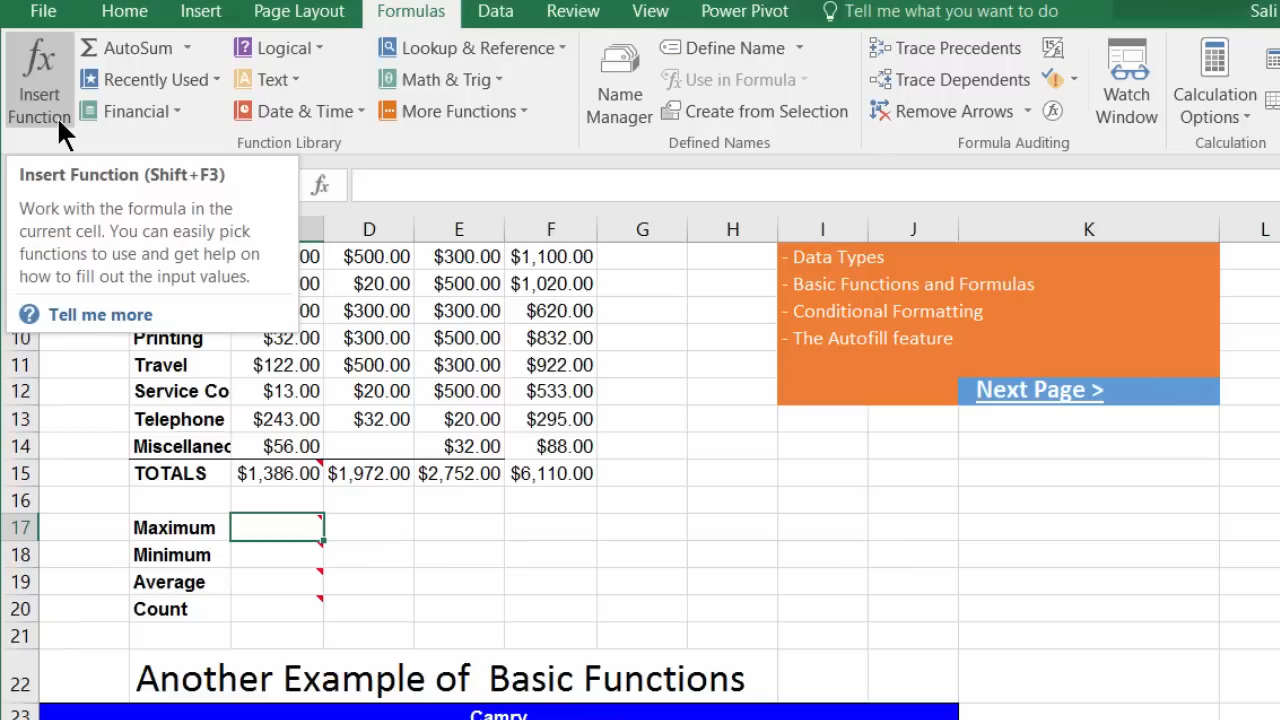 File Home Insert Page Layout Formulas Data Review View Power Pivot Tell me what you want to do Sali
fx Insert Function
AutoSum
Recently Used
Financial
Logical
Text
Date & Time
Lookup & Reference
Math & Trig
More Functions
Function Library
Name Manager
Define Name
Use in Formula
Create from Selection
Defined Names
Trace Precedents
Trace Dependents
Remove Arrows
Formula Auditing
Watch Window
Calculation Options
Calculation
Insert Function (Shift+F3)
Work with the formula in the
current cell. You can easily pick
functions to use and get help on
how to fill out the input values.
Tell me more
fx
D E F G H I J K L
00 $500.00 $300.00 $1,100.00
00 $20.00 $500.00 $1,020.00
00 $300.00 $300.00 $620.00
10 Printing $32.00 $300.00 $500.00 $832.00
11 Travel $122.00 $500.00 $300.00 $922.00
12 Service Co $13.00 $20.00 $500.00 $533.00
13 Telephone $243.00 $32.00 $20.00 $295.00
14 Miscellanec $56.00 $32.00 $88.00
15 TOTALS $1,386.00 $1,972.00 $2,752.00 $6,110.00
16
17 Maximum
18 Minimum
19 Average
20 Count
21
22 Another Example of Basic Functions
23 Camry
- Data Types
- Basic Functions and Formulas
- Conditional Formatting
- The Autofill feature
Next Page >